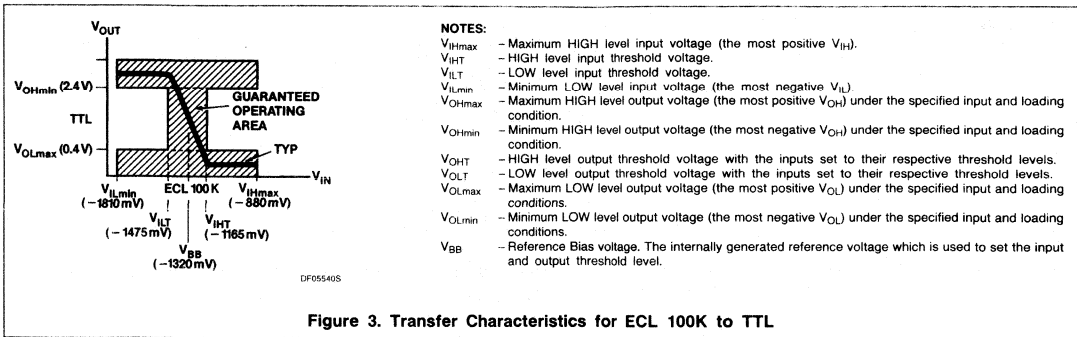 VOUT
VOHmin (2.4 V)
TTL
VOLmax (0.4 V)
GUARANTEED
OPERATING
AREA
TYP
VIN
VILmin
(−1810 mV)
ECL 100 K
VIHmax
(−880 mV)
VILT
(−1475 mV)
VIHT
(−1165 mV)
VBB
(−1320 mV)
DF05540S
NOTES:
VIHmax – Maximum HIGH level input voltage (the most positive VIH).
VIHT – HIGH level input threshold voltage.
VILT – LOW level input threshold voltage.
VILmin – Minimum LOW level input voltage (the most negative VIL).
VOHmax – Maximum HIGH level output voltage (the most positive VOH) under the specified input and loading
condition.
VOHmin – Minimum HIGH level output voltage (the most negative VOH) under the specified input and loading
condition.
VOHT – HIGH level output threshold voltage with the inputs set to their respective threshold levels.
VOLT – LOW level output threshold voltage with the inputs set to their respective threshold levels.
VOLmax – Maximum LOW level output voltage (the most positive VOL) under the specified input and loading
conditions.
VOLmin – Minimum LOW level output voltage (the most negative VOL) under the specified input and loading
conditions.
VBB – Reference Bias voltage. The internally generated reference voltage which is used to set the input
and output threshold level.
Figure 3. Transfer Characteristics for ECL 100K to TTL